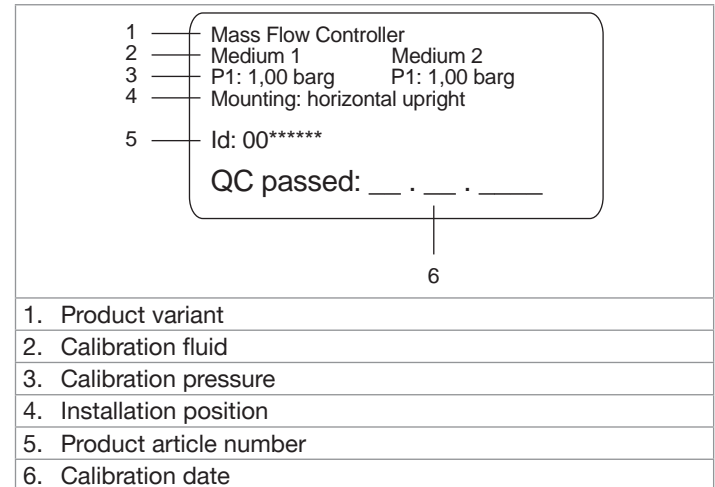 1 Mass Flow Controller
2 Medium 1 Medium 2
3 P1: 1,00 barg P1: 1,00 barg
4 Mounting: horizontal upright
5 Id: 00******
QC passed: __ . __ . ____
6
1. Product variant
2. Calibration fluid
3. Calibration pressure
4. Installation position
5. Product article number
6. Calibration date